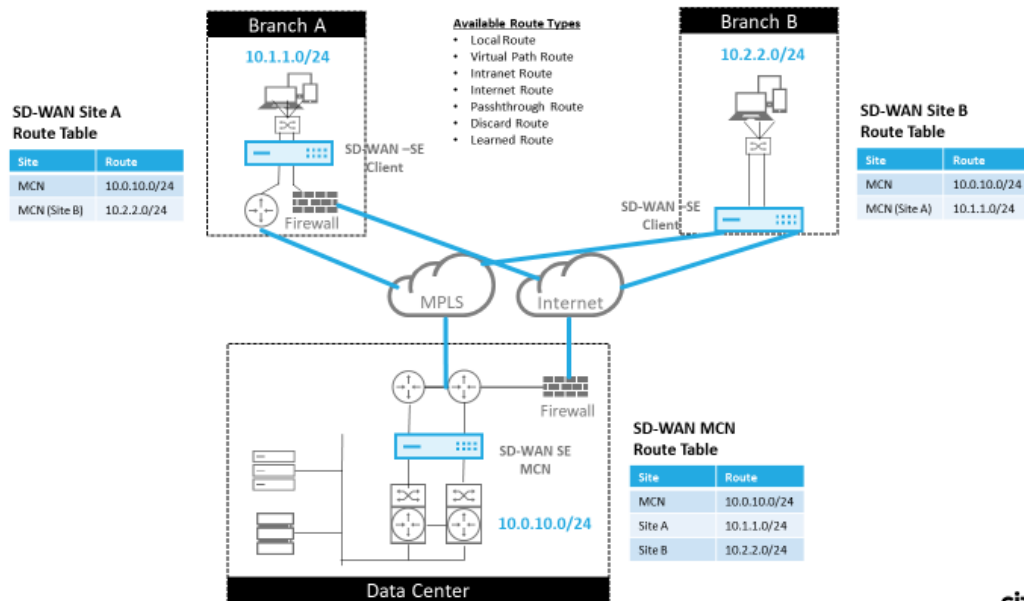 Branch A
10.1.1.0/24
SD-WAN –SE
Client
Firewall
Available Route Types
• Local Route
• Virtual Path Route
• Intranet Route
• Internet Route
• Passhthrough Route
• Discard Route
• Learned Route
Branch B
10.2.2.0/24
SD-WAN –SE
Client
SD-WAN Site A
Route Table
Site Route
MCN 10.0.10.0/24
MCN (Site B) 10.2.2.0/24
SD-WAN Site B
Route Table
Site Route
MCN 10.0.10.0/24
MCN (Site A) 10.1.1.0/24
MPLS
Internet
Firewall
SD-WAN SE
MCN
10.0.10.0/24
Data Center
SD-WAN MCN
Route Table
Site Route
MCN 10.0.10.0/24
Site A 10.1.1.0/24
Site B 10.2.2.0/24